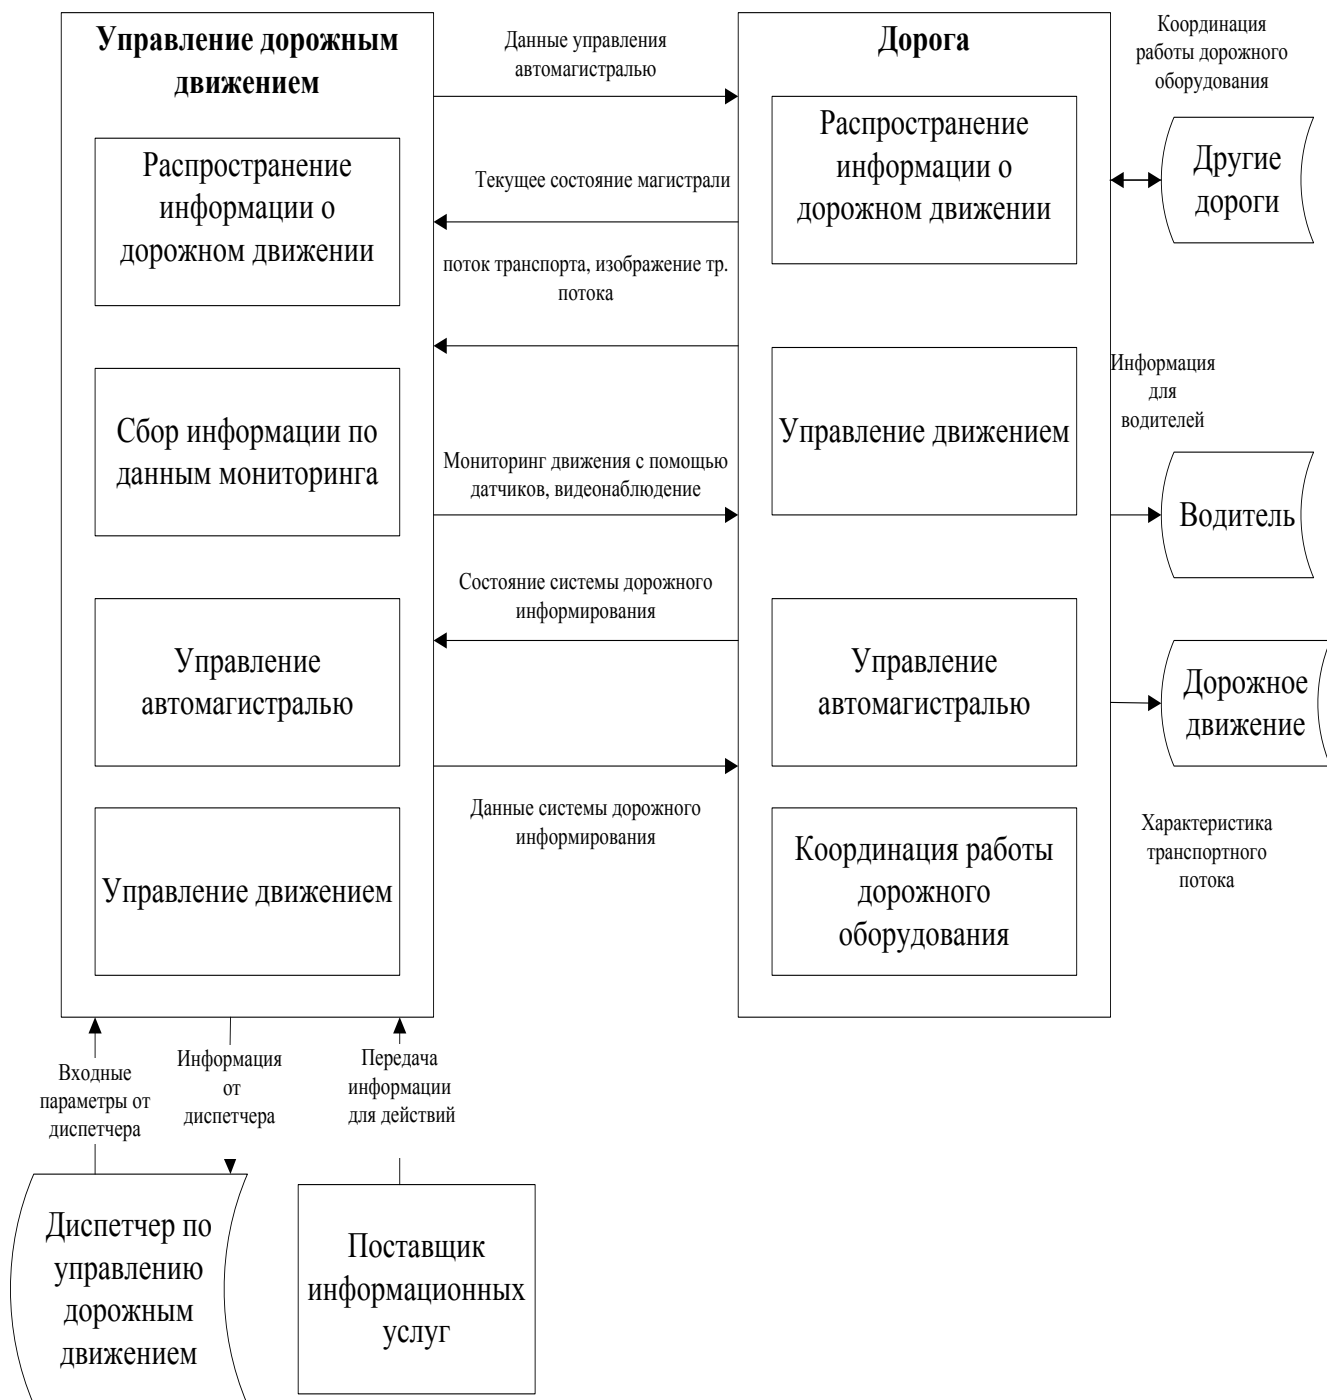 Управление дорожным
движением
Распространение
информации о
дорожном движении
Сбор информации по
данным мониторинга
Управление
автомагистралью
Управление движением
Данные управления
автомагистралью
Текущее состояние магистрали
поток транспорта, изображение тр.
потока
Мониторинг движения с помощью
датчиков, видеонаблюдение
Состояние системы дорожного
информирования
Данные системы дорожного
информирования
Дорога
Распространение
информации о
дорожном движении
Управление движением
Управление
автомагистралью
Координация работы
дорожного
оборудования
Координация
работы дорожного
оборудования
Другие
дороги
Информация
для
водителей
Водитель
Дорожное
движение
Характеристика
транспортного
потока
Входные
параметры от
диспетчера
Информация
от
диспетчера
Передача
информации
для действий
Диспетчер по
управлению
дорожным
движением
Поставщик
информационных
услуг